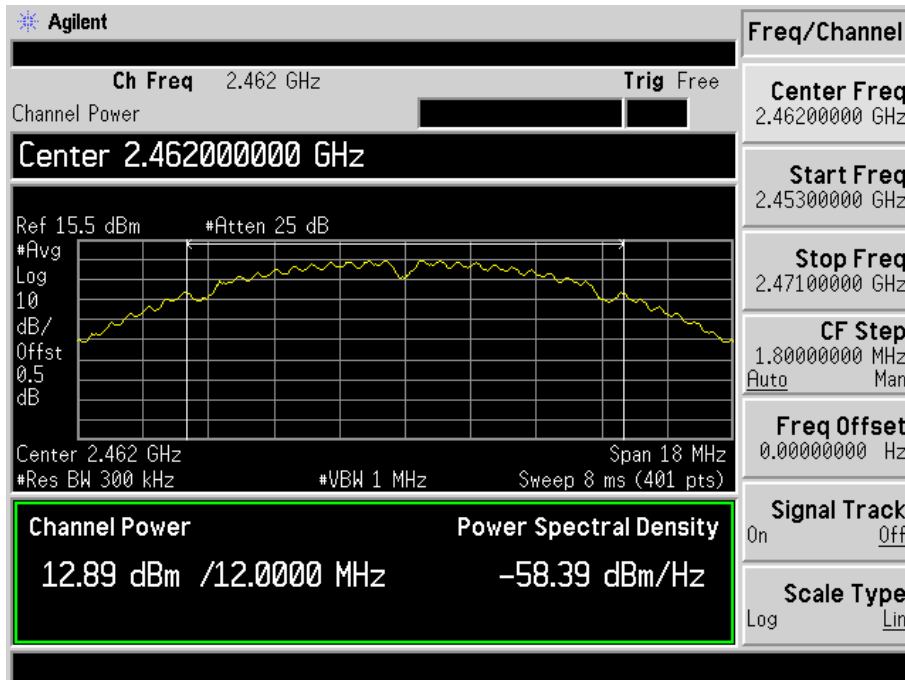 Agilent
Freq/Channel
Ch Freq 2.462 GHz Trig Free
Channel Power
Center 2.462000000 GHz
Ref 15.5 dBm #Atten 25 dB
#Avg
Log
10
dB/
Offst
0.5
dB
Center 2.462 GHz Span 18 MHz
#Res BW 300 kHz #VBW 1 MHz Sweep 8 ms (401 pts)
Channel Power Power Spectral Density
12.89 dBm /12.0000 MHz -58.39 dBm/Hz
Center Freq
2.46200000 GHz
Start Freq
2.45300000 GHz
Stop Freq
2.47100000 GHz
CF Step
1.80000000 MHz
Auto Man
Freq Offset
0.00000000 Hz
Signal Track
On Off
Scale Type
Log Lin